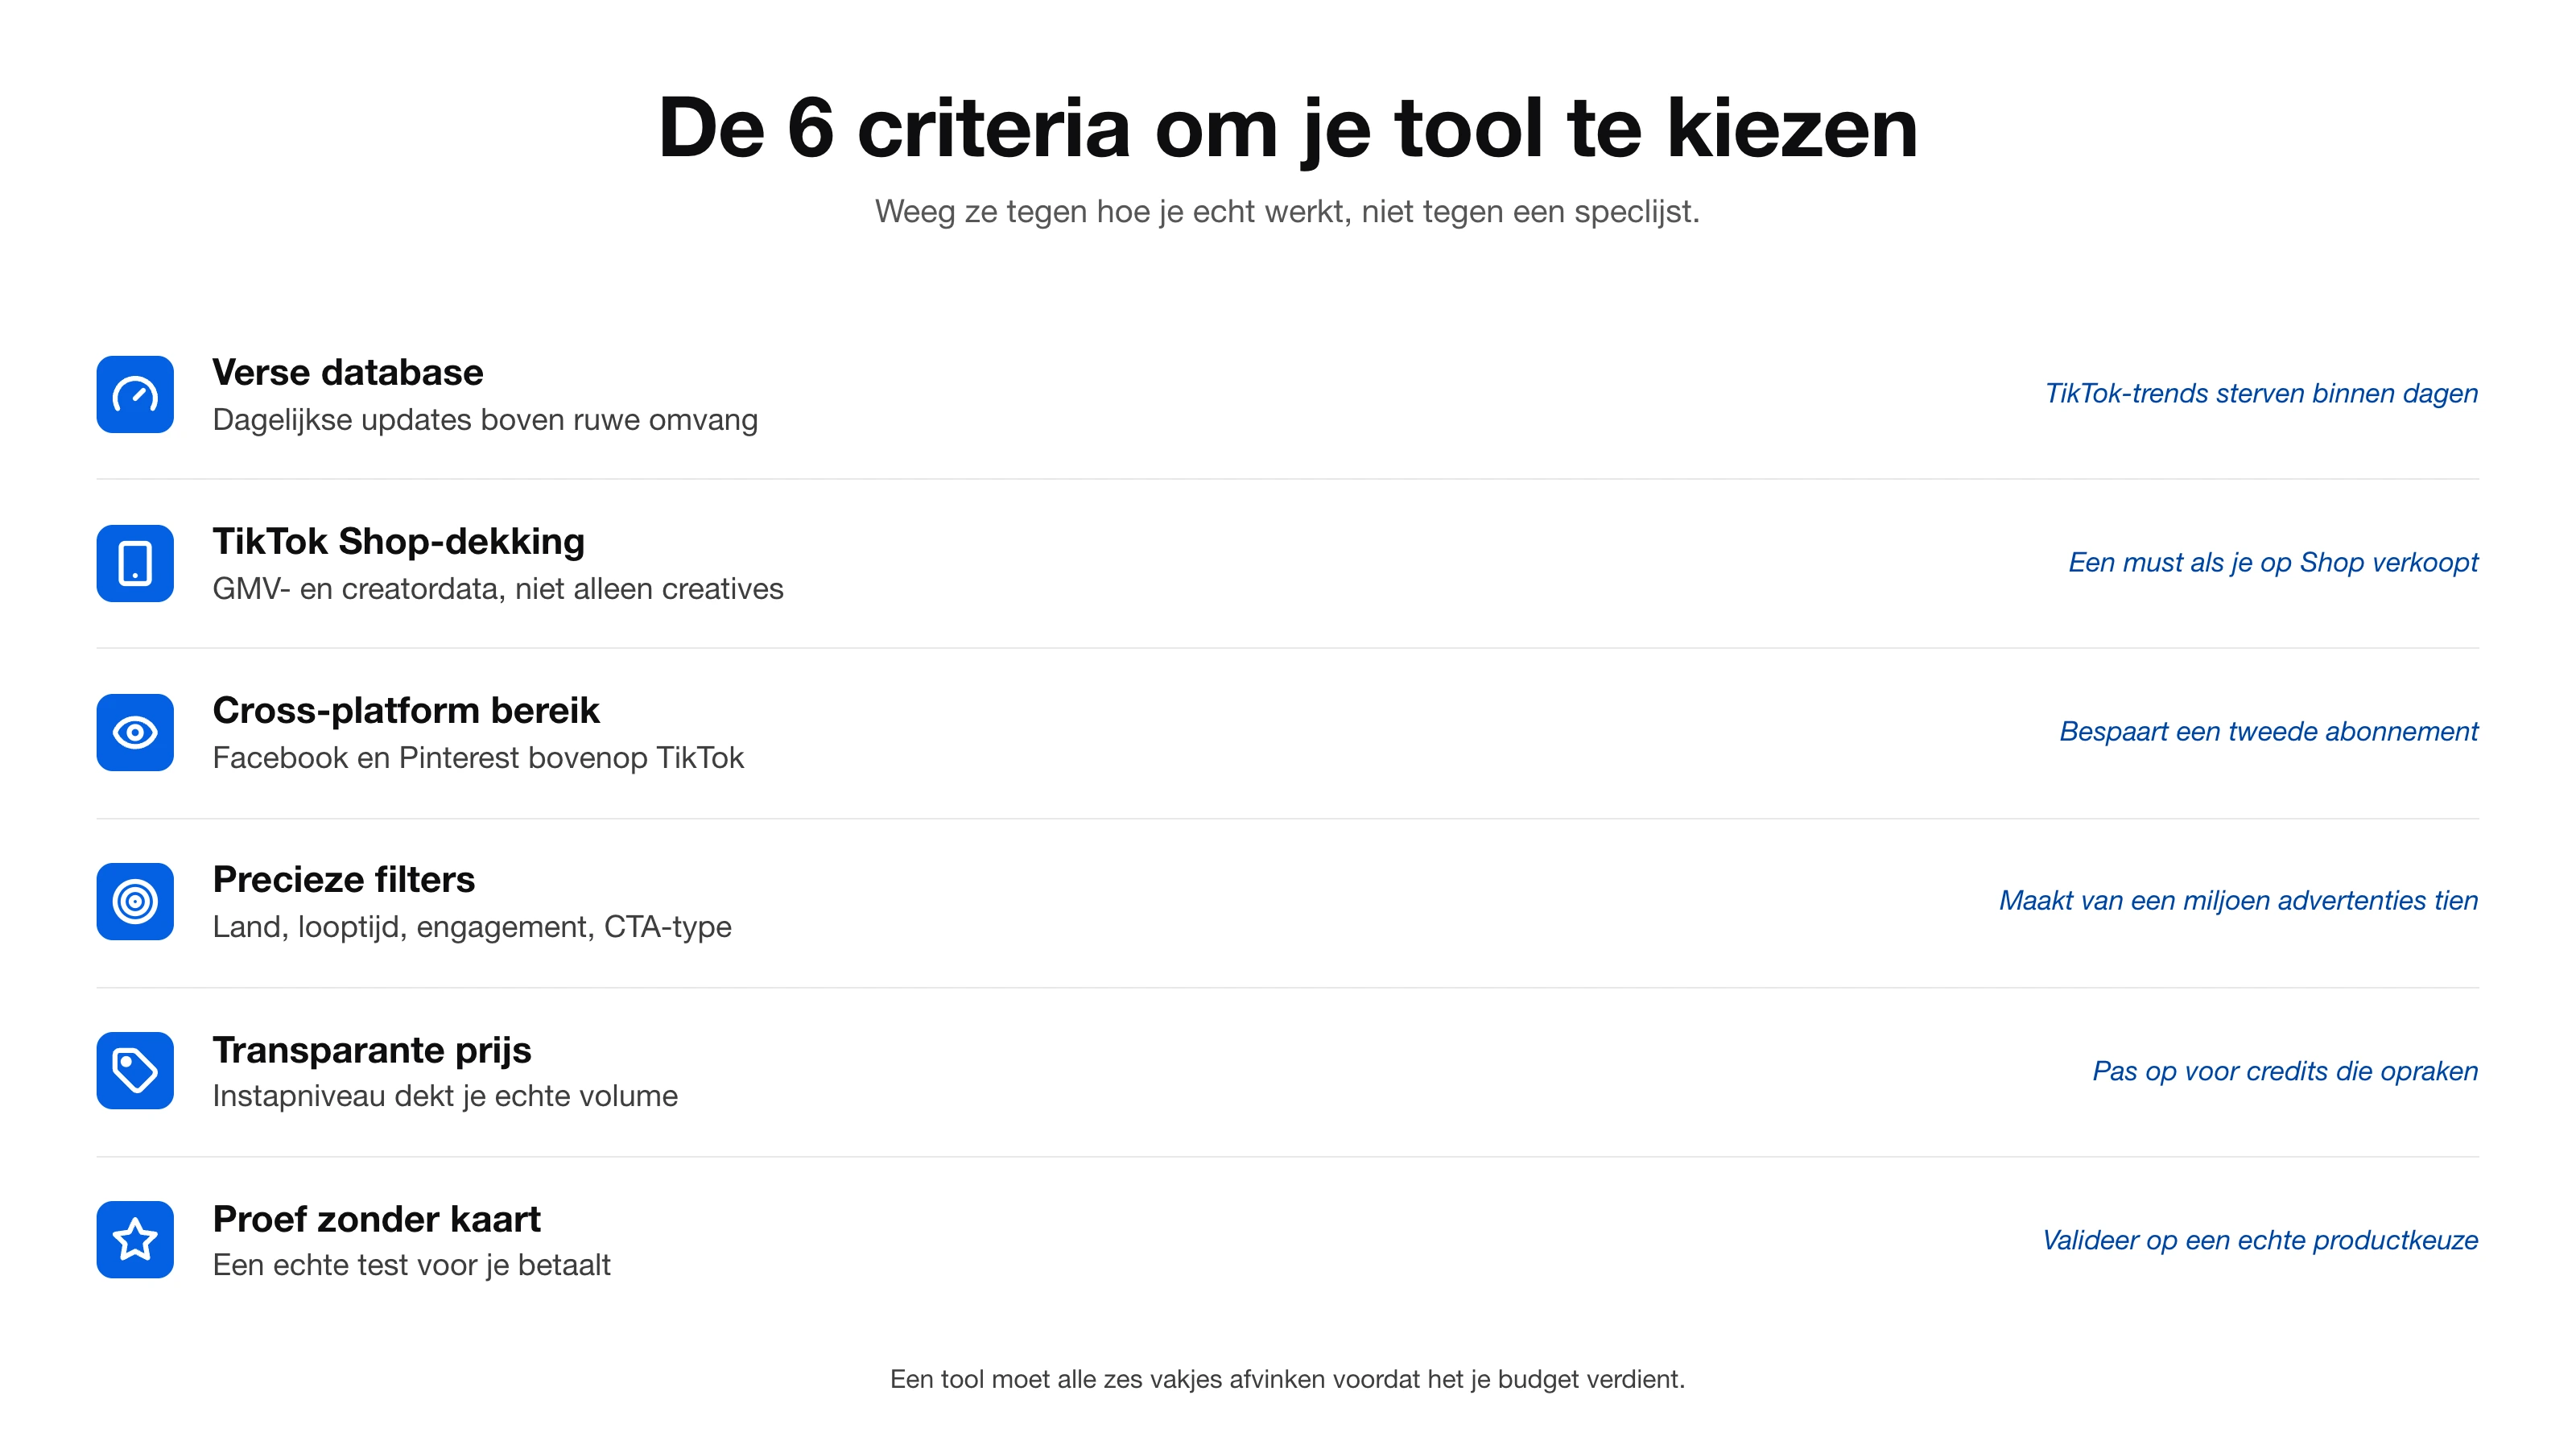 De 6 criteria om je tool te kiezen
Weeg ze tegen hoe je echt werkt, niet tegen een speclijst.
Verse database
Dagelijkse updates boven ruwe omvang
TikTok-trends sterven binnen dagen
TikTok Shop-dekking
GMV- en creatordata, niet alleen creatives
Een must als je op Shop verkoopt
Cross-platform bereik
Facebook en Pinterest bovenop TikTok
Bespaart een tweede abonnement
Precieze filters
Land, looptijd, engagement, CTA-type
Maakt van een miljoen advertenties tien
Transparante prijs
Instapniveau dekt je echte volume
Pas op voor credits die opraken
Proef zonder kaart
Een echte test voor je betaalt
Valideer op een echte productkeuze
Een tool moet alle zes vakjes afvinken voordat het je budget verdient.